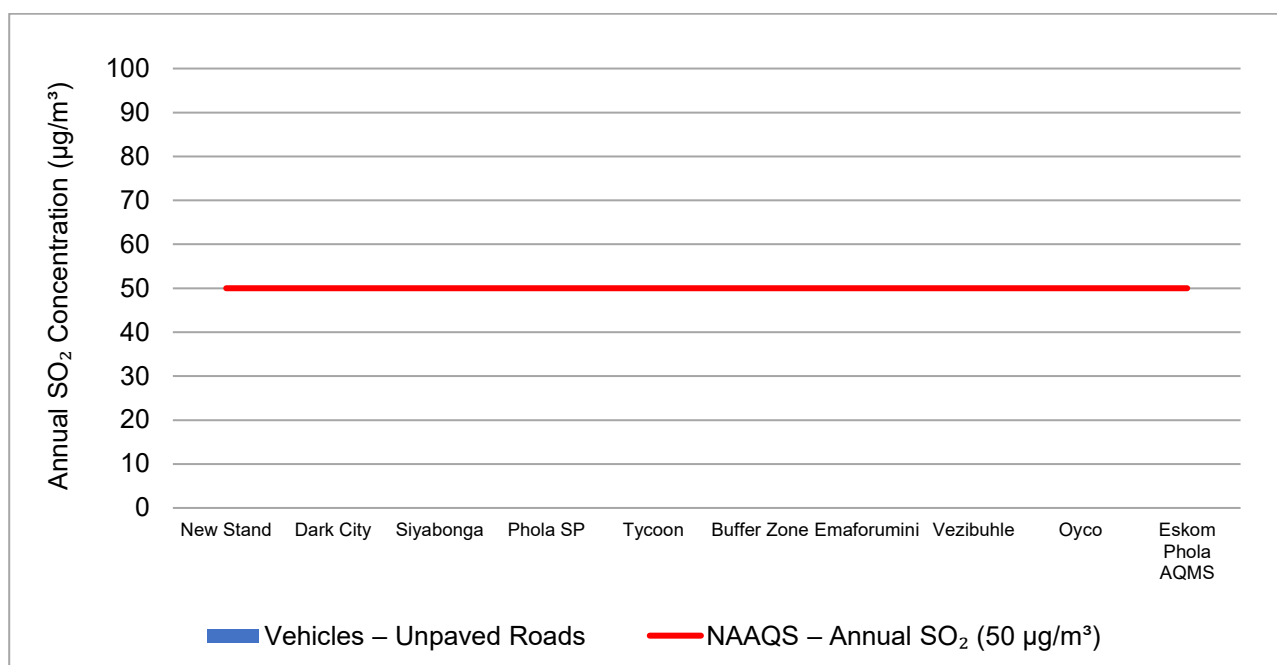 Annual SO₂ Concentration (µg/m³)
100
90
80
70
60
50
40
30
20
10
0
New Stand
Dark City
Siyabonga
Phola SP
Tycoon
Buffer Zone
Emaforumini
Vezibuhle
Oyco
Eskom
Phola
AQMS
Vehicles – Unpaved Roads
NAAQS – Annual SO₂ (50 µg/m³)